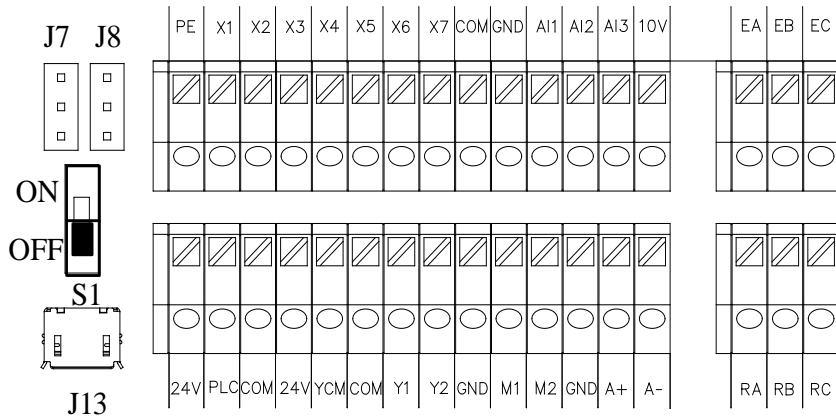 J7 J8 PE X1 X2 X3 X4 X5 X6 X7 COM GND AI1 AI2 AI3 10V EA EB EC
ON
OFF
S1
J13
24V PLC COM 24V YCM COM Y1 Y2 GND M1 M2 GND A+ A- RA RB RC